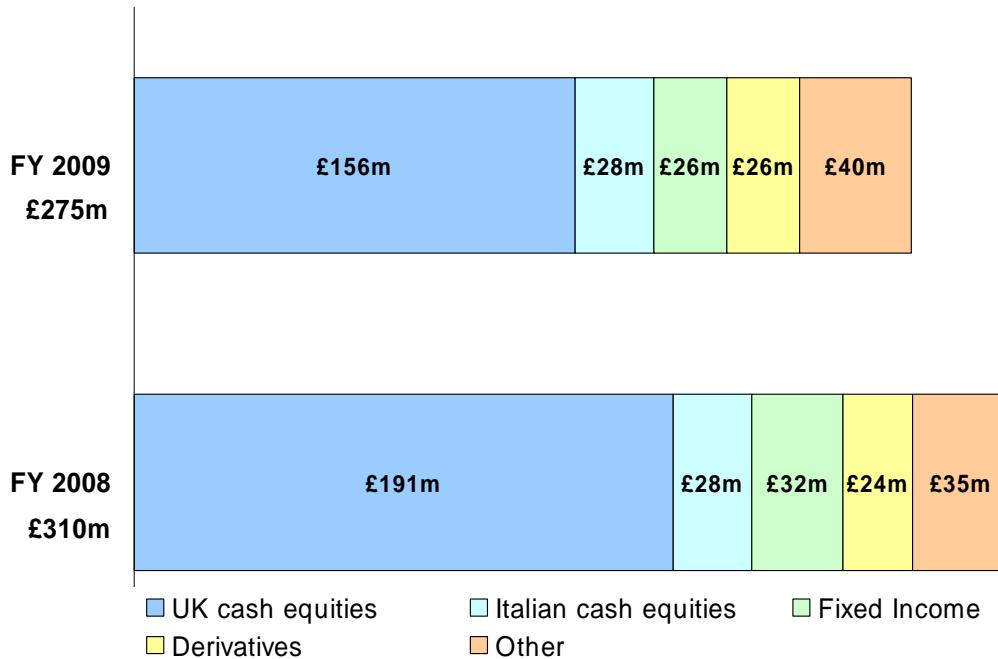 FY 2009
£275m
£156m £28m £26m £26m £40m
FY 2008
£310m
£191m £28m £32m £24m £35m
UK cash equities Italian cash equities Fixed Income
Derivatives Other